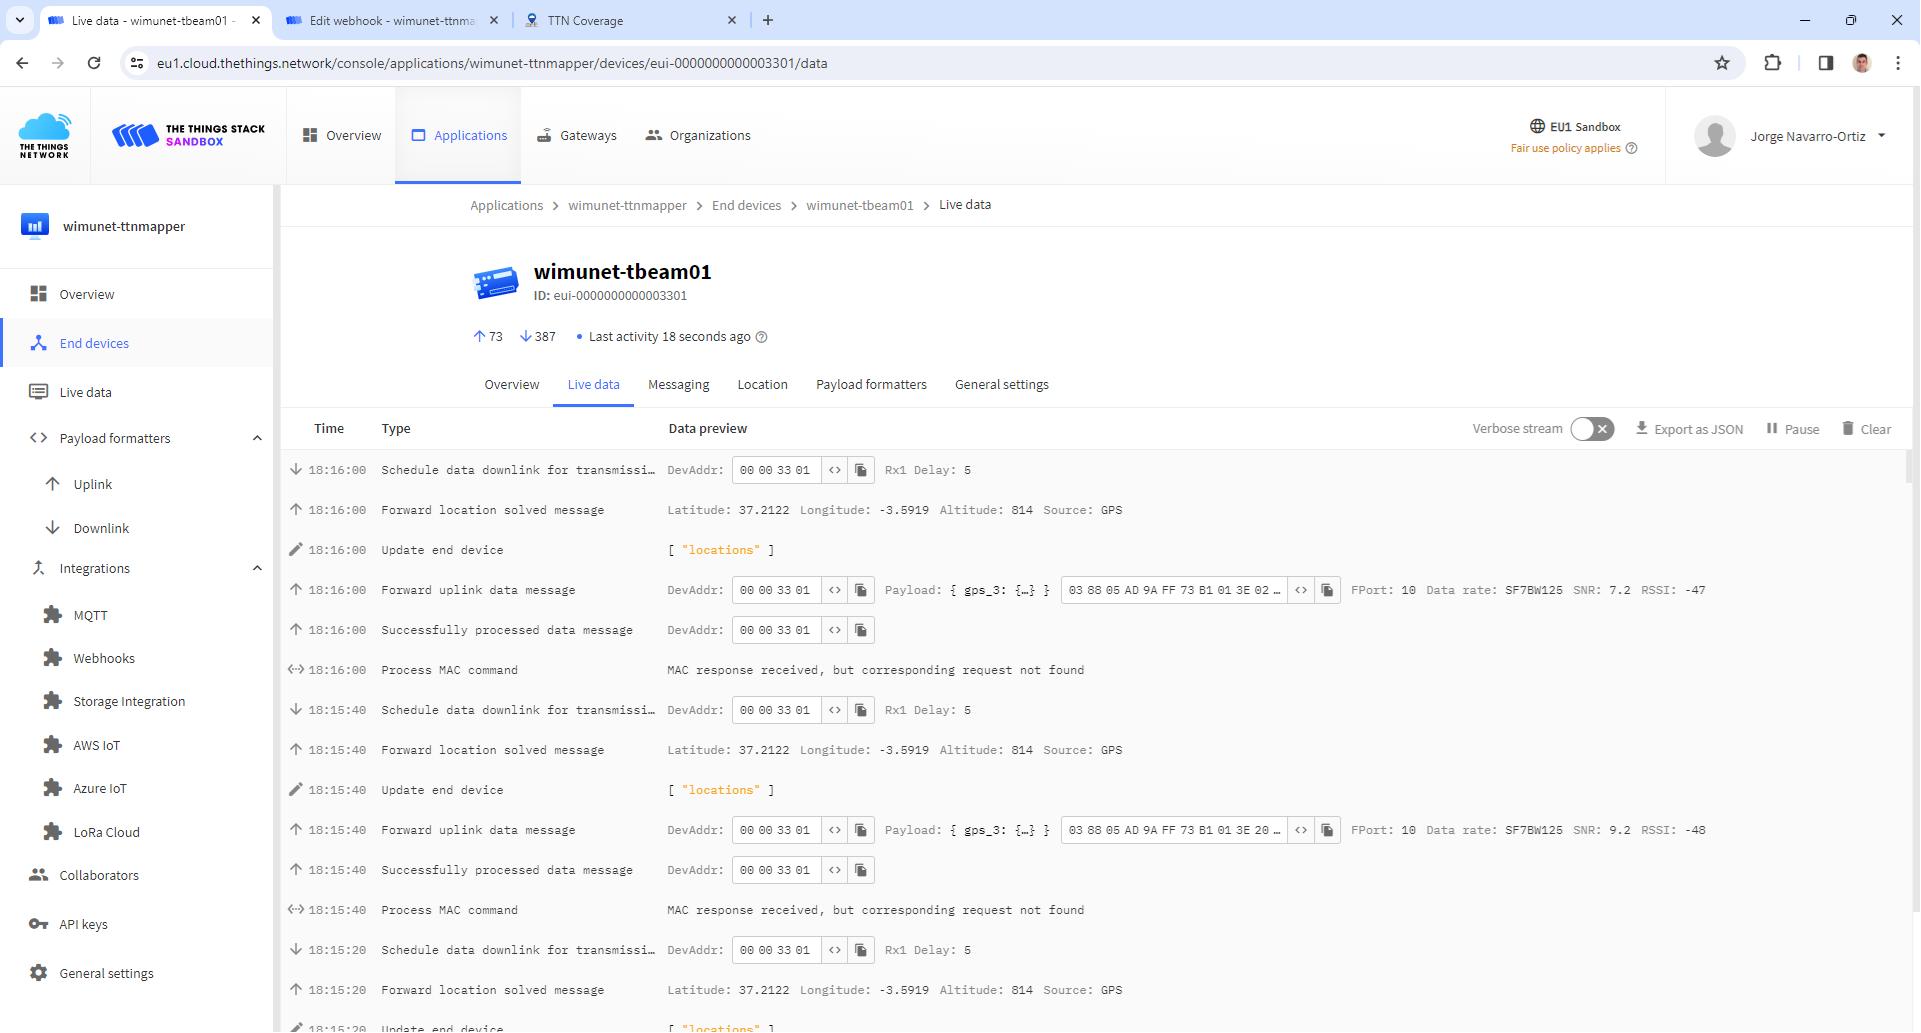 Live data - wimunet-tbeam01 -
Edit webhook - wimunet-ttnma
TTN Coverage
eu1.cloud.thethings.network/console/applications/wimunet-ttnmapper/devices/eui-0000000000003301/data
THE THINGS NETWORK
THE THINGS STACK
SANDBOX
Overview
Applications
Gateways
Organizations
EU1 Sandbox
Fair use policy applies
Jorge Navarro-Ortiz
wimunet-ttnmapper
Overview
End devices
Live data
Payload formatters
Uplink
Downlink
Integrations
MQTT
Webhooks
Storage Integration
AWS IoT
Azure IoT
LoRa Cloud
Collaborators
API keys
General settings
Applications > wimunet-ttnmapper > End devices > wimunet-tbeam01 > Live data
wimunet-tbeam01
ID: eui-0000000000003301
73 387 • Last activity 18 seconds ago
Overview Live data Messaging Location Payload formatters General settings
Time Type Data preview Verbose stream Export as JSON Pause Clear
18:16:00 Schedule data downlink for transmissi… DevAddr: 00 00 33 01 <> Rx1 Delay: 5
18:16:00 Forward location solved message Latitude: 37.2122 Longitude: -3.5919 Altitude: 814 Source: GPS
18:16:00 Update end device [ "locations" ]
18:16:00 Forward uplink data message DevAddr: 00 00 33 01 <> Payload: { gps_3: {…} } 03 88 05 AD 9A FF 73 B1 01 3E 02 … <> FPort: 10 Data rate: SF7BW125 SNR: 7.2 RSSI: -47
18:16:00 Successfully processed data message DevAddr: 00 00 33 01 <>
18:16:00 Process MAC command MAC response received, but corresponding request not found
18:15:40 Schedule data downlink for transmissi… DevAddr: 00 00 33 01 <> Rx1 Delay: 5
18:15:40 Forward location solved message Latitude: 37.2122 Longitude: -3.5919 Altitude: 814 Source: GPS
18:15:40 Update end device [ "locations" ]
18:15:40 Forward uplink data message DevAddr: 00 00 33 01 <> Payload: { gps_3: {…} } 03 88 05 AD 9A FF 73 B1 01 3E 20 … <> FPort: 10 Data rate: SF7BW125 SNR: 9.2 RSSI: -48
18:15:40 Successfully processed data message DevAddr: 00 00 33 01 <>
18:15:40 Process MAC command MAC response received, but corresponding request not found
18:15:20 Schedule data downlink for transmissi… DevAddr: 00 00 33 01 <> Rx1 Delay: 5
18:15:20 Forward location solved message Latitude: 37.2122 Longitude: -3.5919 Altitude: 814 Source: GPS
18:15:20 Update end device [ "locations" ]